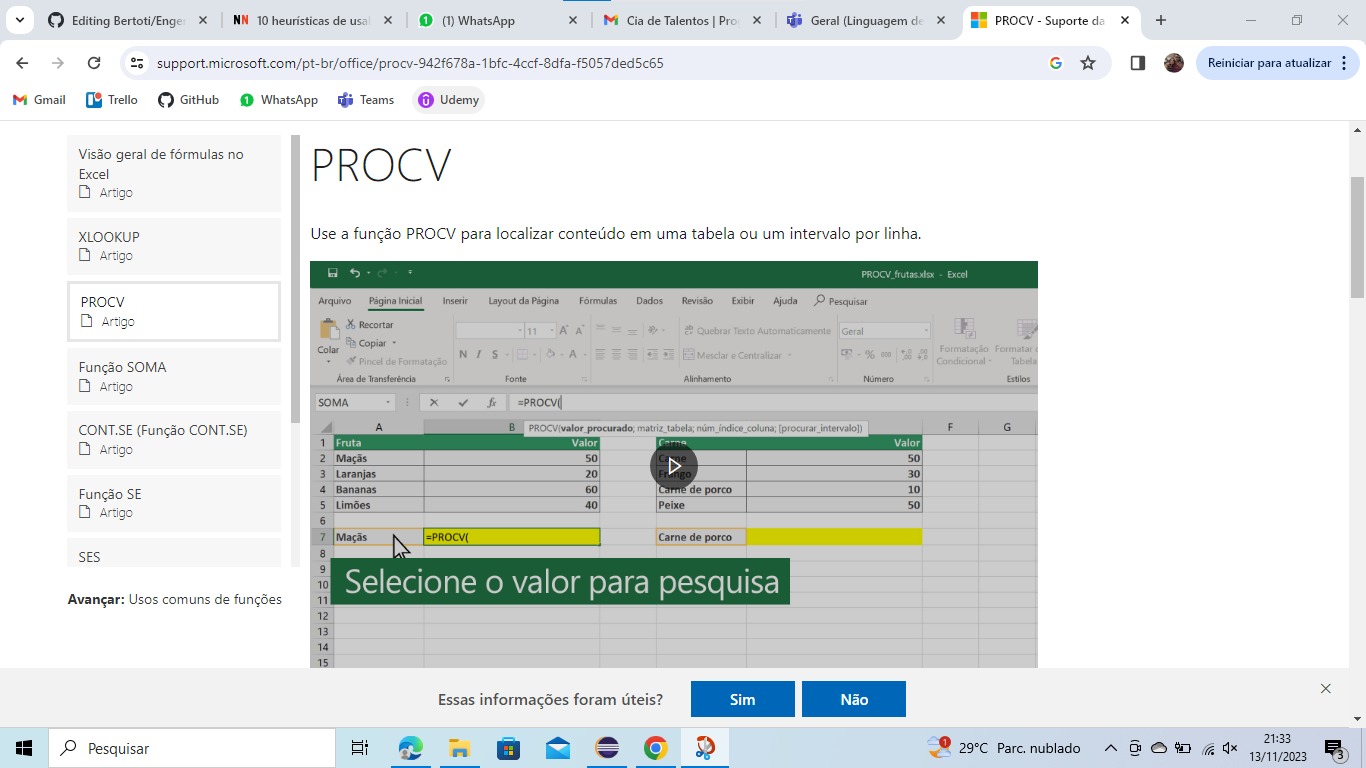 Editing Bertoti/Enge
10 heurísticas de usal
(1) WhatsApp
Cia de Talentos | Pro
Geral (Linguagem de
PROCV - Suporte da
support.microsoft.com/pt-br/office/procv-942f678a-1bfc-4ccf-8dfa-f5057ded5c65
Reiniciar para atualizar
Gmail
Trello
GitHub
WhatsApp
Teams
Udemy
Visão geral de fórmulas no
Excel
Artigo
XLOOKUP
Artigo
PROCV
Artigo
Função SOMA
Artigo
CONT.SE (Função CONT.SE)
Artigo
Função SE
Artigo
SES
Avançar: Usos comuns de funções
PROCV
Use a função PROCV para localizar conteúdo em uma tabela ou um intervalo por linha.
PROCV_frutas.xlsx - Excel
Arquivo Página Inicial Inserir Layout da Página Fórmulas Dados Revisão Exibir Ajuda Pesquisar
Colar
Recortar
Copiar
Pincel de Formatação
Área de Transferência
11
N I S
Fonte
Quebrar Texto Automaticamente
Mesclar e Centralizar
Alinhamento
Geral
% 000
Número
Formatação
Condicional
Formatar c
Tabela
Estilos
SOMA fx =PROCV(
PROCV(valor_procurado; matriz_tabela; núm_índice_coluna; [procurar_intervalo])
A B F G
1 Fruta Valor Carne Valor
2 Maçãs 50 Carne 50
3 Laranjas 20 Frango 30
4 Bananas 60 Carne de porco 10
5 Limões 40 Peixe 50
6
7 Maçãs =PROCV( Carne de porco
8
9
10
11
Selecione o valor para pesquisa
12
13
14
15
Essas informações foram úteis?
Sim
Não
Pesquisar
1
29°C Parc. nublado
21:33
13/11/2023
3